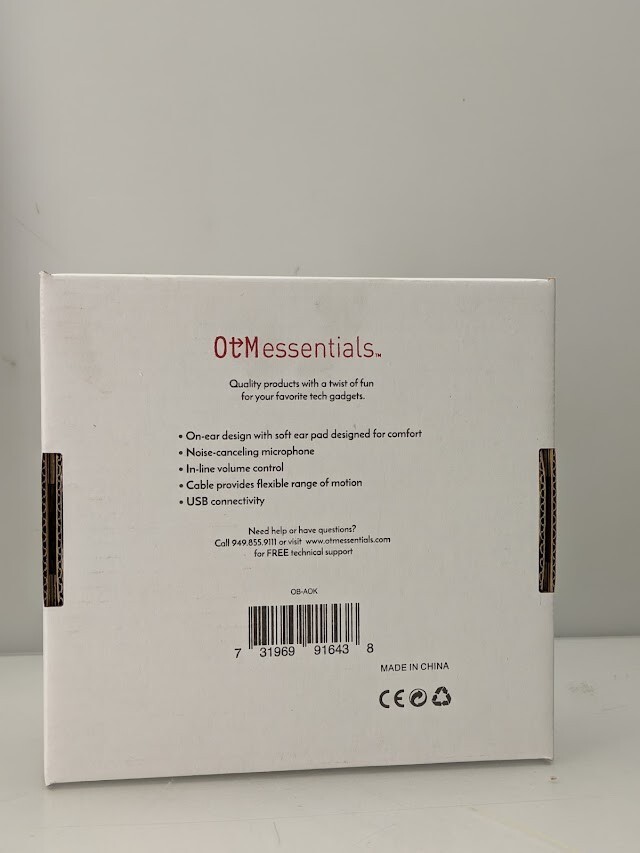 OtMessentials™
Quality products with a twist of fun
for your favorite tech gadgets.
• On-ear design with soft ear pad designed for comfort
• Noise-canceling microphone
• In-line volume control
• Cable provides flexible range of motion
• USB connectivity
Need help or have questions?
Call 949.855.9111 or visit www.otmessentials.com
for FREE technical support
OB-AOK
7 31969 91643 8
MADE IN CHINA
CE